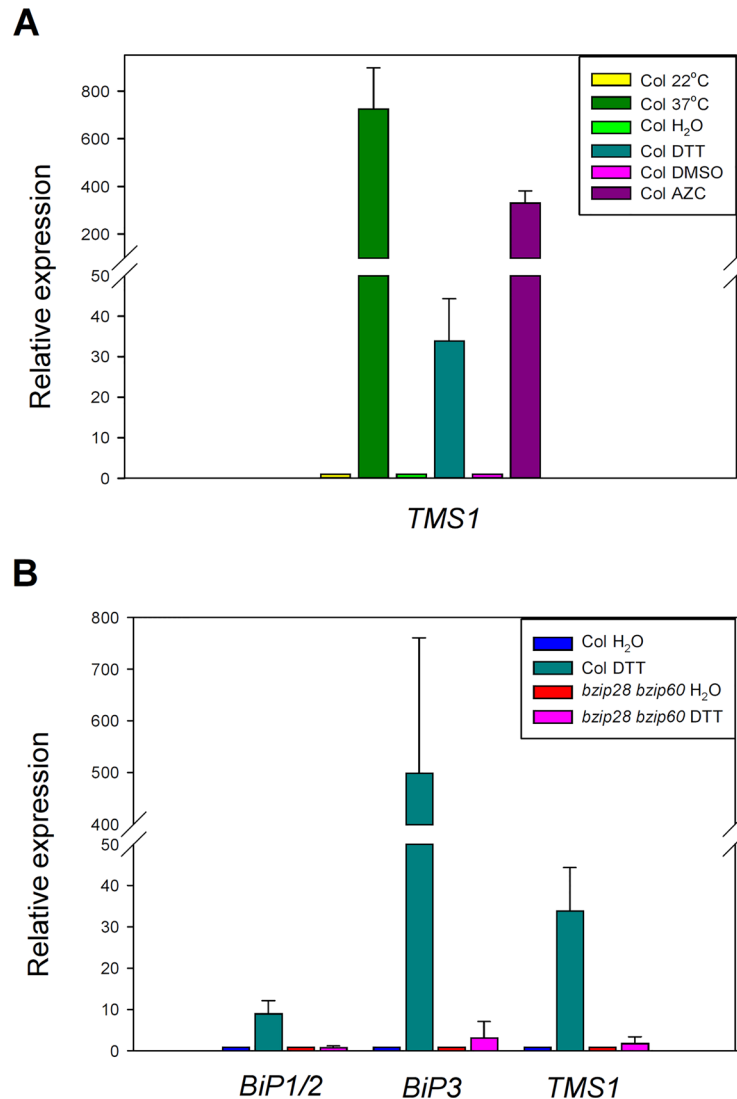 A
Relative expression
800
600
400
200
50
40
30
20
10
0
Col 22°C
Col 37°C
Col H₂O
Col DTT
Col DMSO
Col AZC
TMS1
B
Relative expression
800
700
600
500
400
50
40
30
20
10
0
Col H₂O
Col DTT
bzip28 bzip60 H₂O
bzip28 bzip60 DTT
BiP1/2 BiP3 TMS1